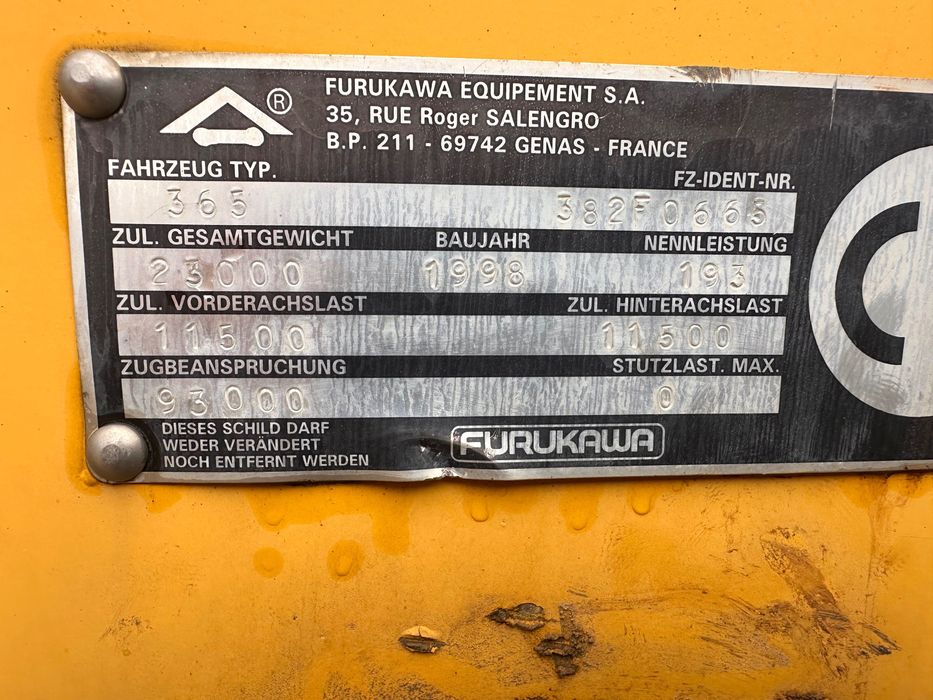 ®
FURUKAWA EQUIPEMENT S.A.
35, RUE Roger SALENGRO
B.P. 211 - 69742 GENAS - FRANCE
FAHRZEUG TYP. FZ-IDENT-NR.
365 382F0665
ZUL. GESAMTGEWICHT BAUJAHR NENNLEISTUNG
23000 1998 193
ZUL. VORDERACHSLAST ZUL. HINTERACHSLAST
11500 11500
ZUGBEANSPRUCHUNG STUTZLAST. MAX.
93000 0
DIESES SCHILD DARF
WEDER VERÄNDERT
NOCH ENTFERNT WERDEN
FURUKAWA